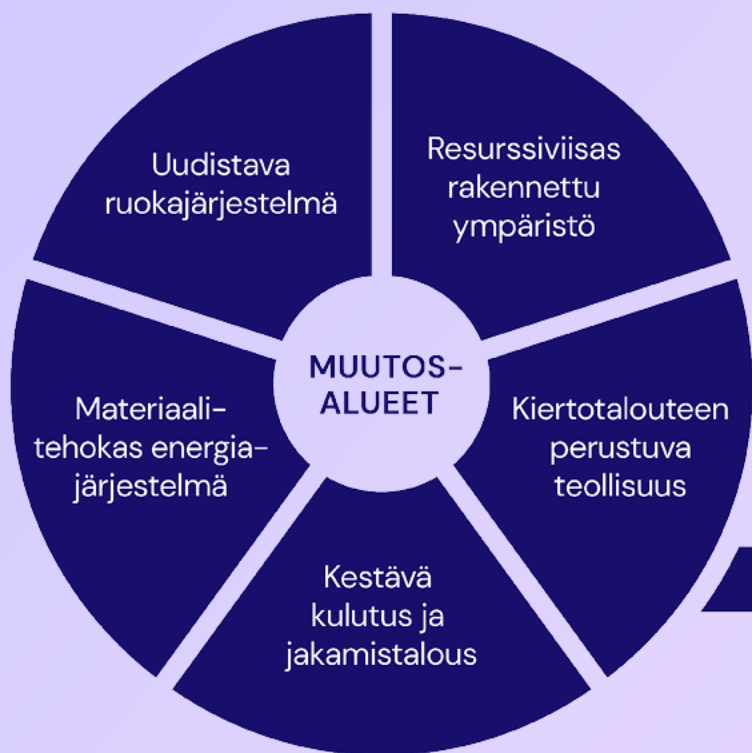 Uudistava
ruokajärjestelmä
Resurssiviisas
rakennettu
ympäristö
MUUTOS-
ALUEET
Materiaali-
tehokas energia-
järjestelmä
Kiertotalouteen
perustuva
teollisuus
Kestävä
kulutus ja
jakamistalous